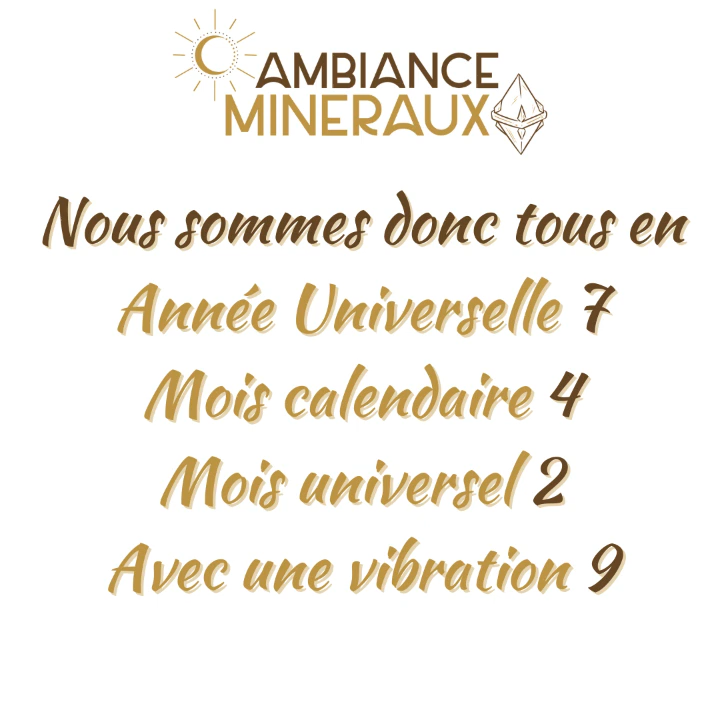 AMBIANCE
MINERAUX
Nous sommes donc tous en
Année Universelle 7
Mois calendaire 4
Mois universel 2
Avec une vibration 9